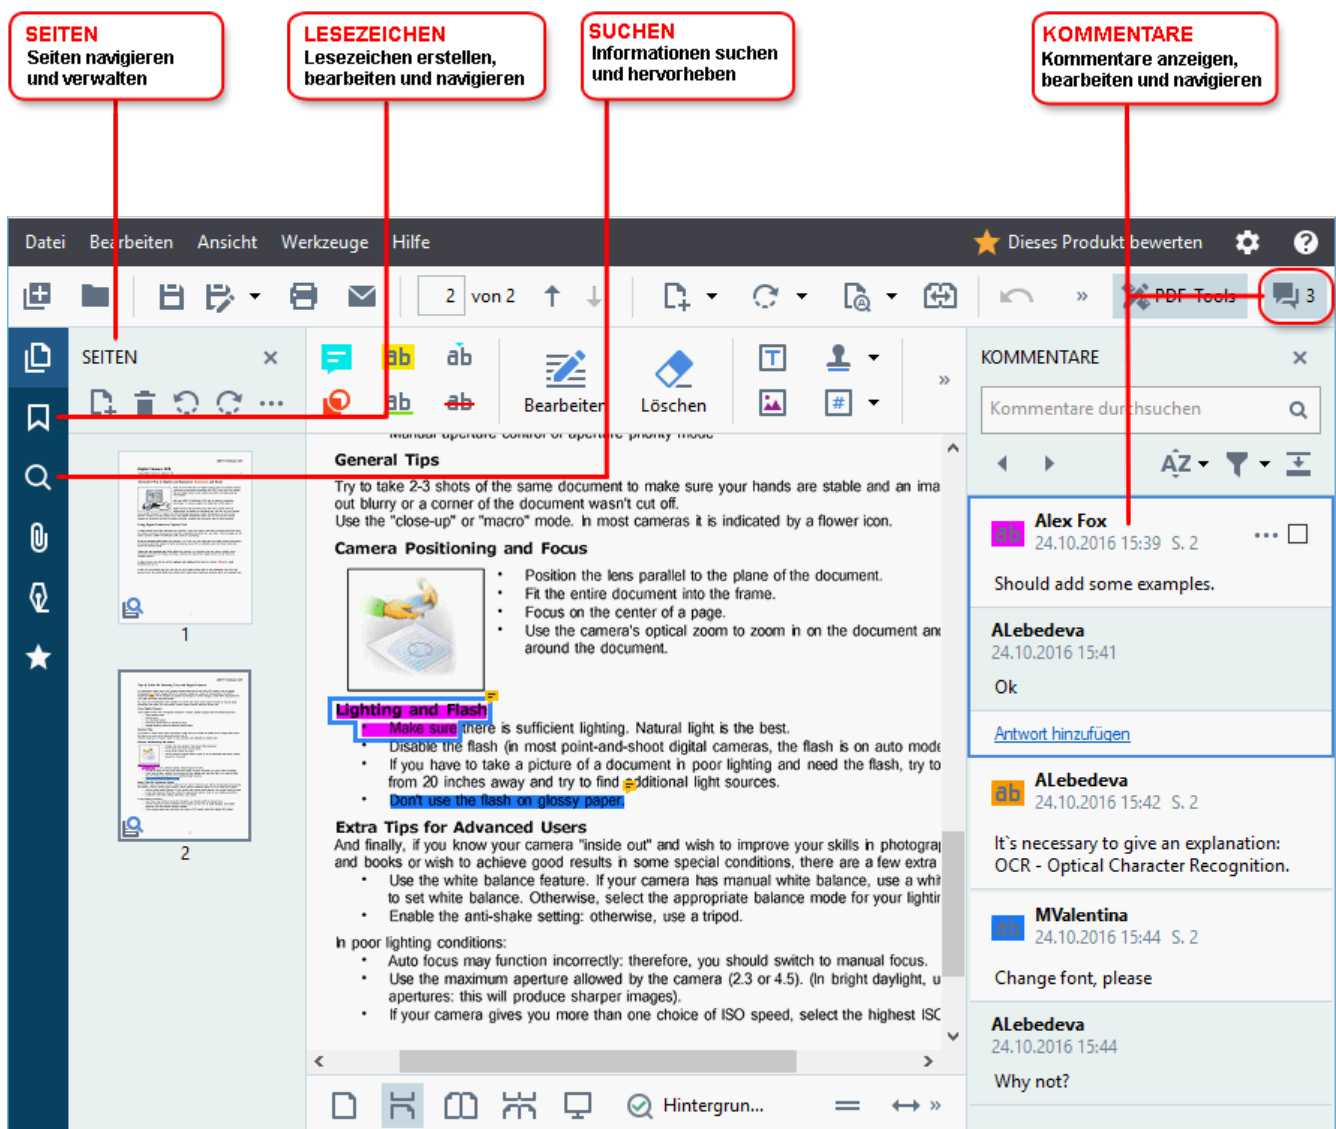 SEITEN
Seiten navigieren
und verwalten
LESEZEICHEN
Lesezeichen erstellen,
bearbeiten und navigieren
SUCHEN
Informationen suchen
und hervorheben
KOMMENTARE
Kommentare anzeigen,
bearbeiten und navigieren
Datei Bearbeiten Ansicht Werkzeuge Hilfe Dieses Produkt bewerten
2 von 2 PDF-Tools 3
SEITEN
ab ab
ab ab
Bearbeiten Löschen
T
#
1
2
Manual aperture control or aperture priority mode
General Tips
Try to take 2-3 shots of the same document to make sure your hands are stable and an ima
out blurry or a corner of the document wasn't cut off.
Use the "close-up" or "macro" mode. In most cameras it is indicated by a flower icon.
Camera Positioning and Focus
• Position the lens parallel to the plane of the document.
• Fit the entire document into the frame.
• Focus on the center of a page.
• Use the camera's optical zoom to zoom in on the document and
around the document.
Lighting and Flash
• Make sure there is sufficient lighting. Natural light is the best.
• Disable the flash (in most point-and-shoot digital cameras, the flash is on auto mode
• If you have to take a picture of a document in poor lighting and need the flash, try to
from 20 inches away and try to find additional light sources.
• Don't use the flash on glossy paper.
Extra Tips for Advanced Users
And finally, if you know your camera "inside out" and wish to improve your skills in photograp
and books or wish to achieve good results in some special conditions, there are a few extra
• Use the white balance feature. If your camera has manual white balance, use a whit
to set white balance. Otherwise, select the appropriate balance mode for your lightin
• Enable the anti-shake setting: otherwise, use a tripod.
In poor lighting conditions:
• Auto focus may function incorrectly: therefore, you should switch to manual focus.
• Use the maximum aperture allowed by the camera (2.3 or 4.5). (In bright daylight, u
apertures: this will produce sharper images).
• If your camera gives you more than one choice of ISO speed, select the highest ISO
Hintergrun...
KOMMENTARE
Kommentare durchsuchen
AZ
ab Alex Fox
24.10.2016 15:39 S. 2
Should add some examples.
ALebedeva
24.10.2016 15:41
Ok
Antwort hinzufügen
ab ALebedeva
24.10.2016 15:42 S. 2
It`s necessary to give an explanation:
OCR - Optical Character Recognition.
ab MValentina
24.10.2016 15:44 S. 2
Change font, please
ALebedeva
24.10.2016 15:44
Why not?